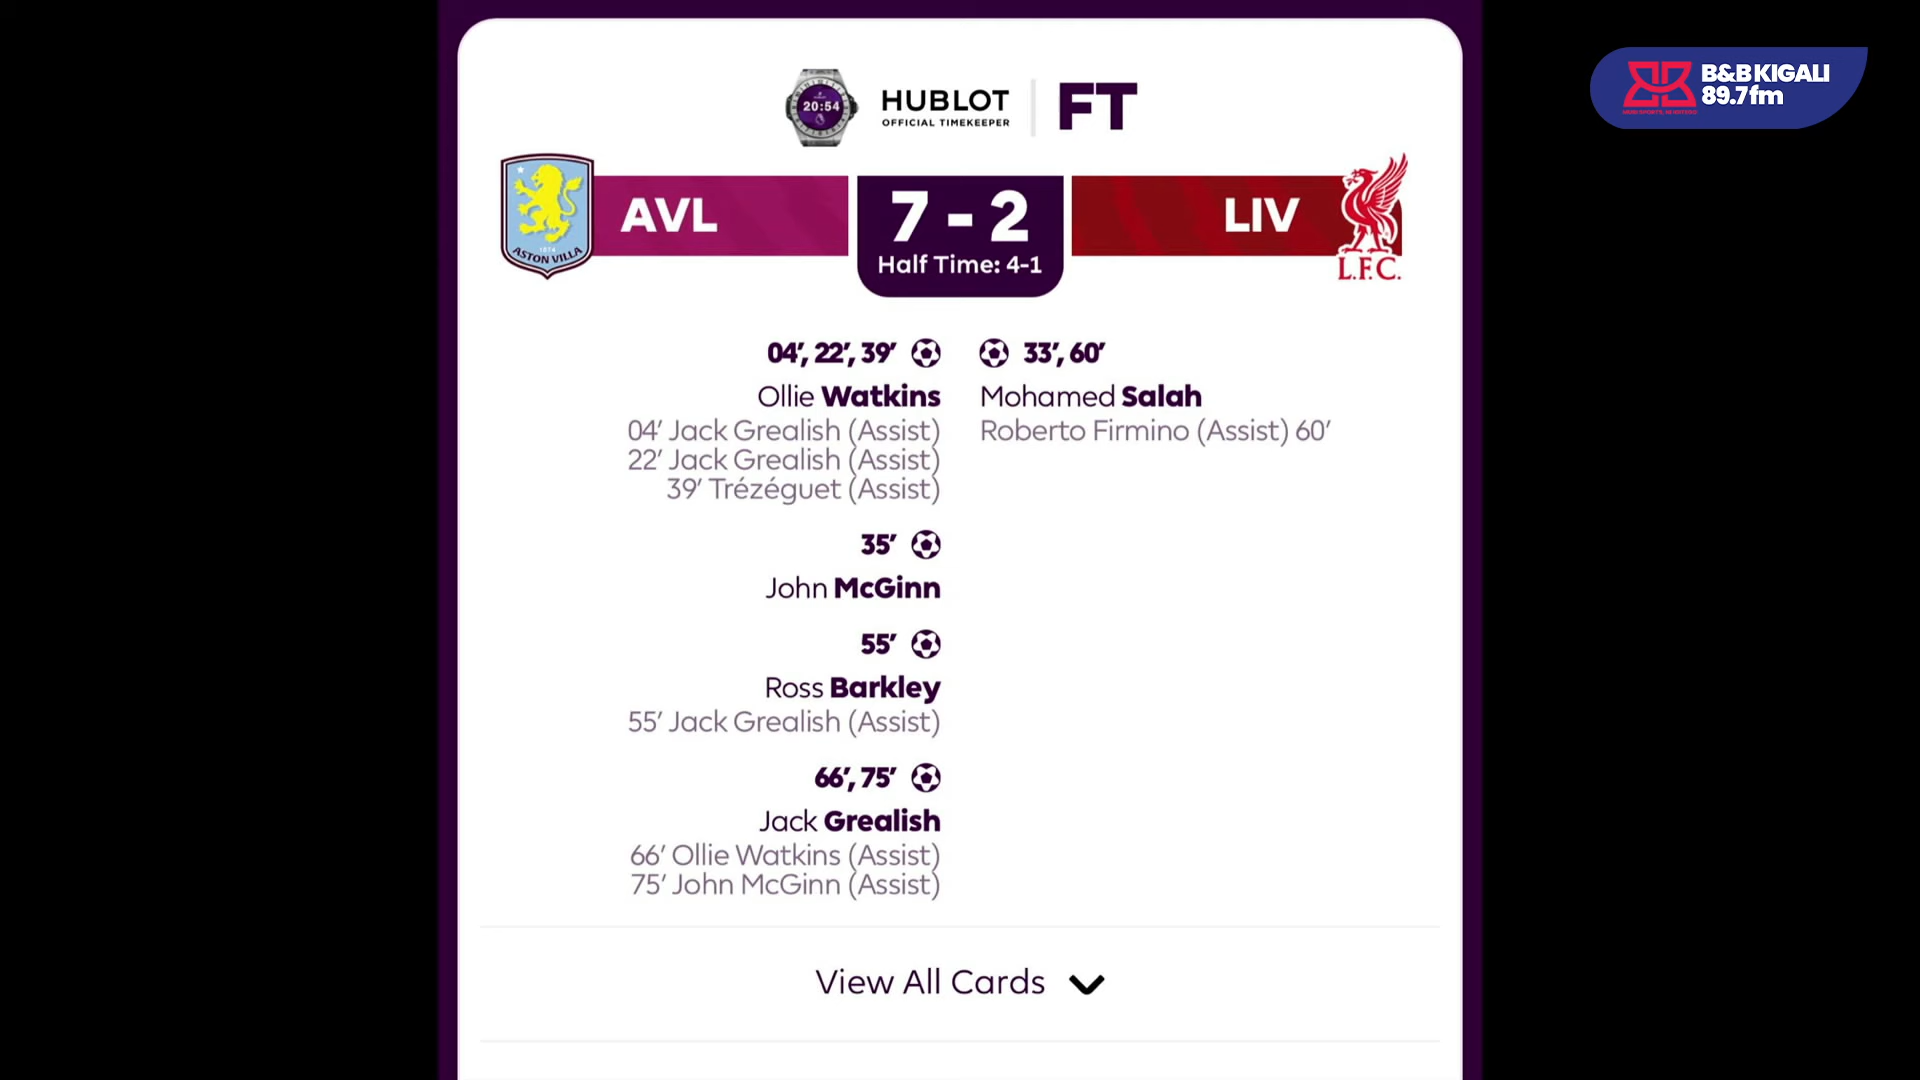 20:54
HUBLOT
OFFICIAL TIMEKEEPER
FT
B&B KIGALI
89.7fm
1874
ASTON VILLA
AVL
7 - 2
Half Time: 4-1
LIV
L.F.C.
04', 22', 39'
Ollie Watkins
04' Jack Grealish (Assist)
22' Jack Grealish (Assist)
39' Trézéguet (Assist)
33', 60'
Mohamed Salah
Roberto Firmino (Assist) 60'
35'
John McGinn
55'
Ross Barkley
55' Jack Grealish (Assist)
66', 75'
Jack Grealish
66' Ollie Watkins (Assist)
75' John McGinn (Assist)
View All Cards